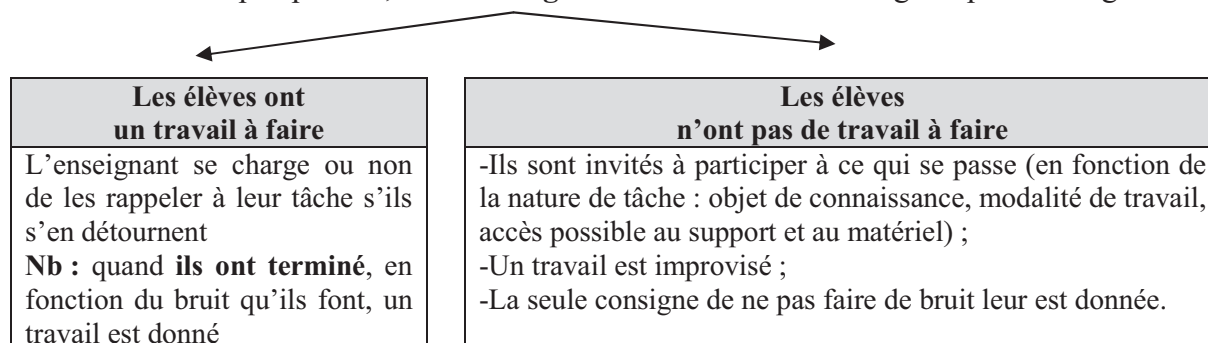 Les élèves ont
un travail à faire
L'enseignant se charge ou non
de les rappeler à leur tâche s'ils
s'en détournent
Nb : quand ils ont terminé, en
fonction du bruit qu'ils font, un
travail est donné
Les élèves
n'ont pas de travail à faire
-Ils sont invités à participer à ce qui se passe (en fonction de
la nature de tâche : objet de connaissance, modalité de travail,
accès possible au support et au matériel) ;
-Un travail est improvisé ;
-La seule consigne de ne pas faire de bruit leur est donnée.